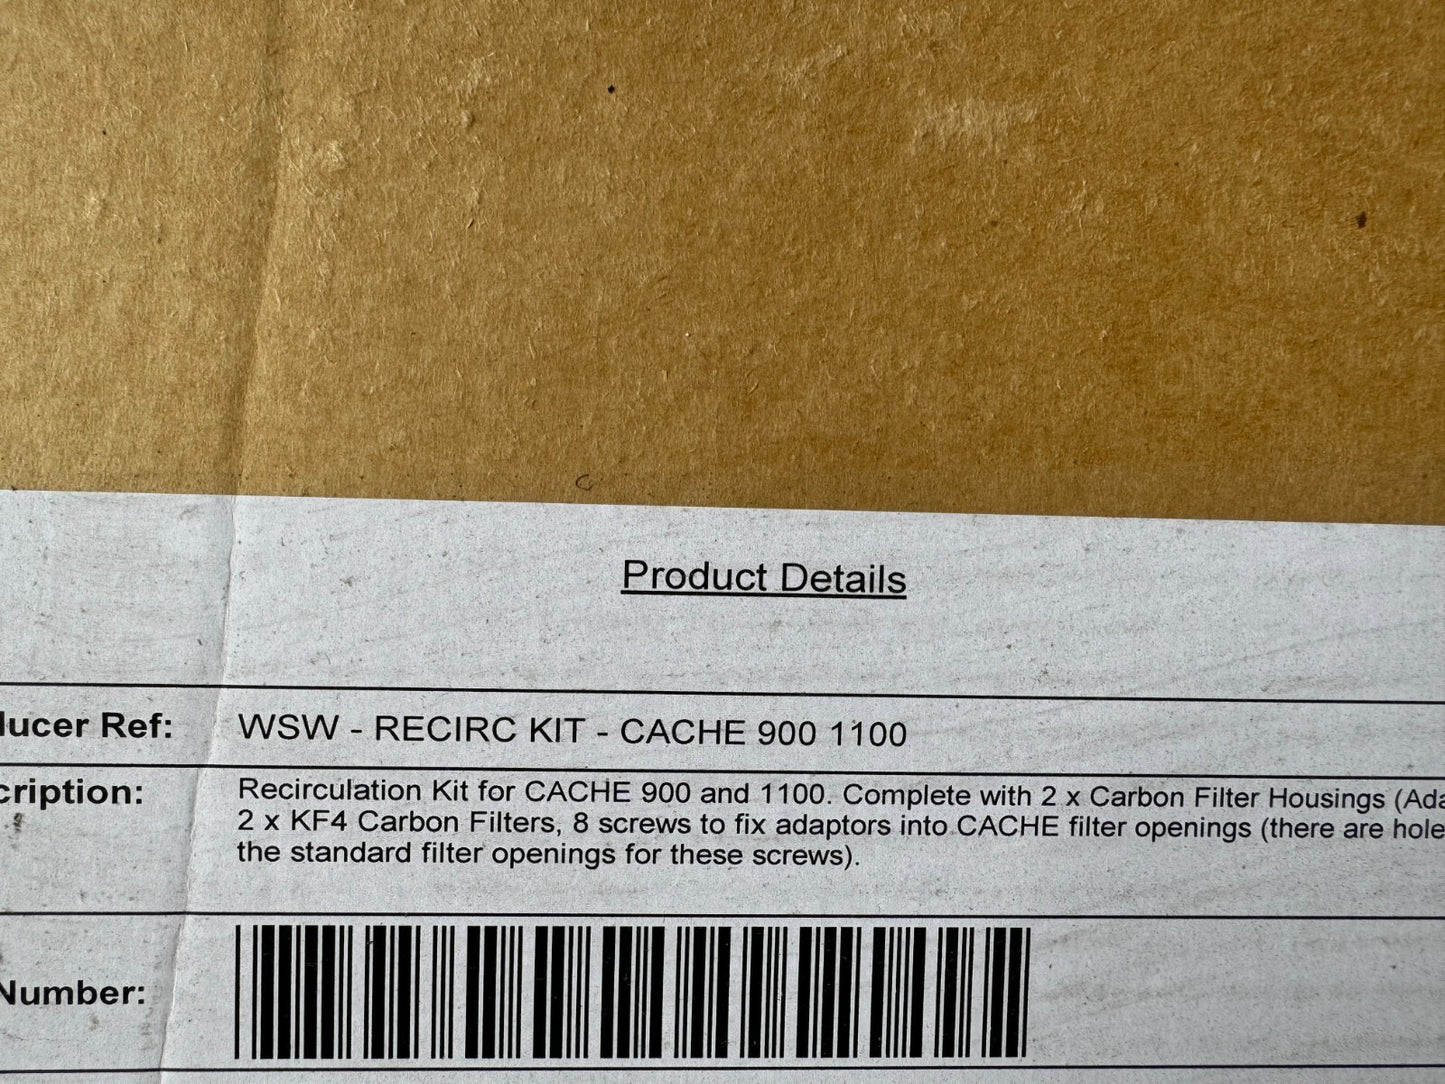 Product Details
ducer Ref: WSW - RECIRC KIT - CACHE 900 1100
cription: Recirculation Kit for CACHE 900 and 1100. Complete with 2 x Carbon Filter Housings (Ada
2 x KF4 Carbon Filters, 8 screws to fix adaptors into CACHE filter openings (there are hole
the standard filter openings for these screws).
Number: